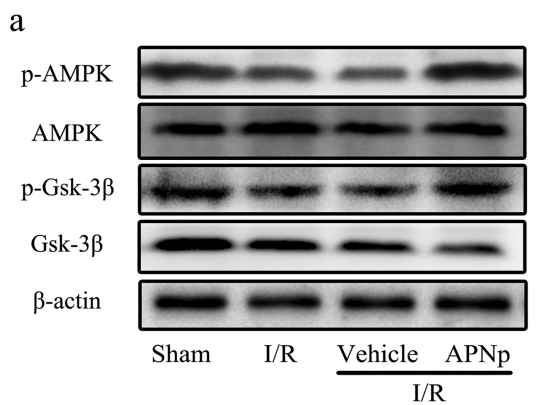 a
p-AMPK
AMPK
p-Gsk-3β
Gsk-3β
β-actin
Sham I/R Vehicle APNp
I/R